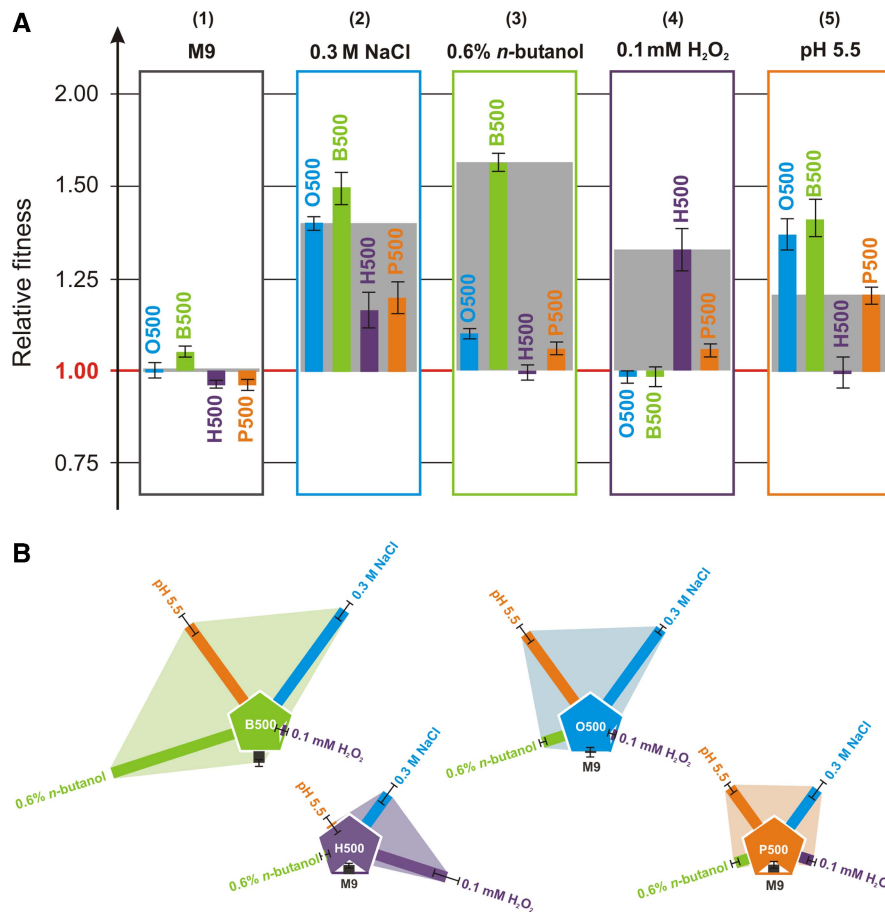 A
(1) (2) (3) (4) (5)
M9 0.3 M NaCl 0.6% n-butanol 0.1 mM H₂O₂ pH 5.5
Relative fitness
2.00
1.50
1.25
1.00
0.75
O500 B500 H500 P500
O500 B500 H500 P500
O500 B500 H500 P500
O500 B500 H500 P500
O500 B500 H500 P500
B
pH 5.5
0.3 M NaCl
B500
0.1 mM H₂O₂
0.6% n-butanol
pH 5.5
0.3 M NaCl
O500
0.1 mM H₂O₂
0.6% n-butanol
M9
pH 5.5
0.3 M NaCl
H500
0.6% n-butanol
M9
0.1 mM H₂O₂
pH 5.5
0.3 M NaCl
P500
0.6% n-butanol
M9
0.1 mM H₂O₂